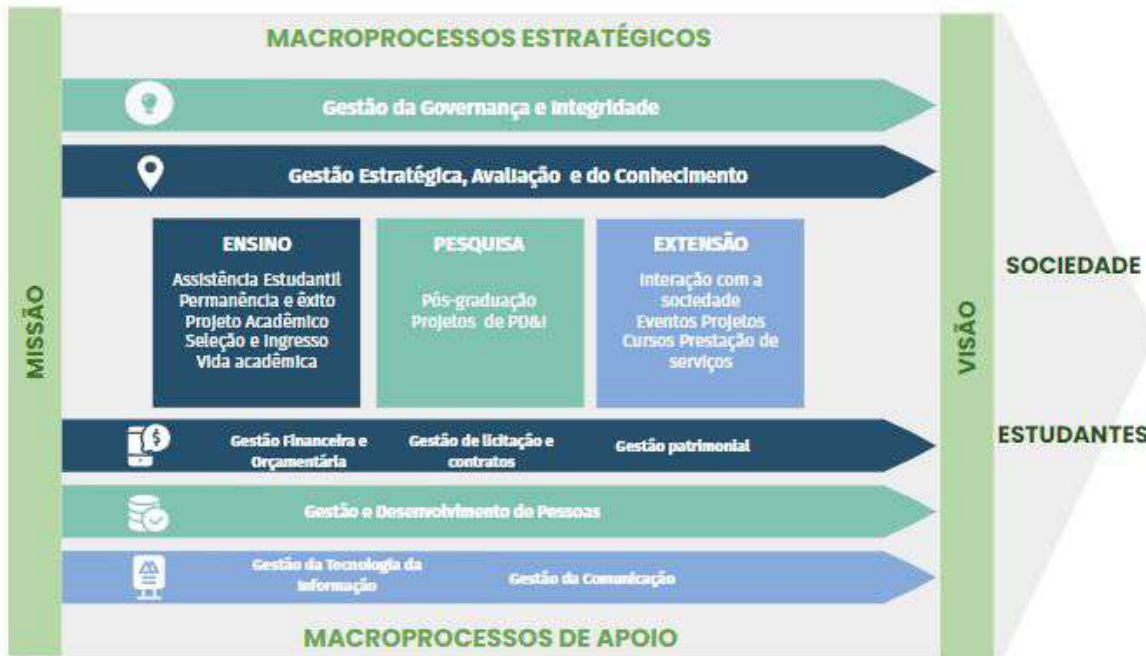 MACROPROCESSOS ESTRATÉGICOS
Gestão da Governança e Integridade
Gestão Estratégica, Avaliação e do Conhecimento
MISSÃO
ENSINO
Assistência Estudantil
Permanência e êxito
Projeto Acadêmico
Seleção e Ingresso
Vida acadêmica
PESQUISA
Pós-graduação
Projetos de PD&I
EXTENSÃO
Interação com a
sociedade
Eventos Projetos
Cursos Prestação de
serviços
VISÃO
SOCIEDADE
ESTUDANTES
Gestão Financeira e
Orçamentária
Gestão de licitação e
contratos
Gestão patrimonial
Gestão e Desenvolvimento de Pessoas
Gestão da Tecnologia da
Informação
Gestão da Comunicação
MACROPROCESSOS DE APOIO